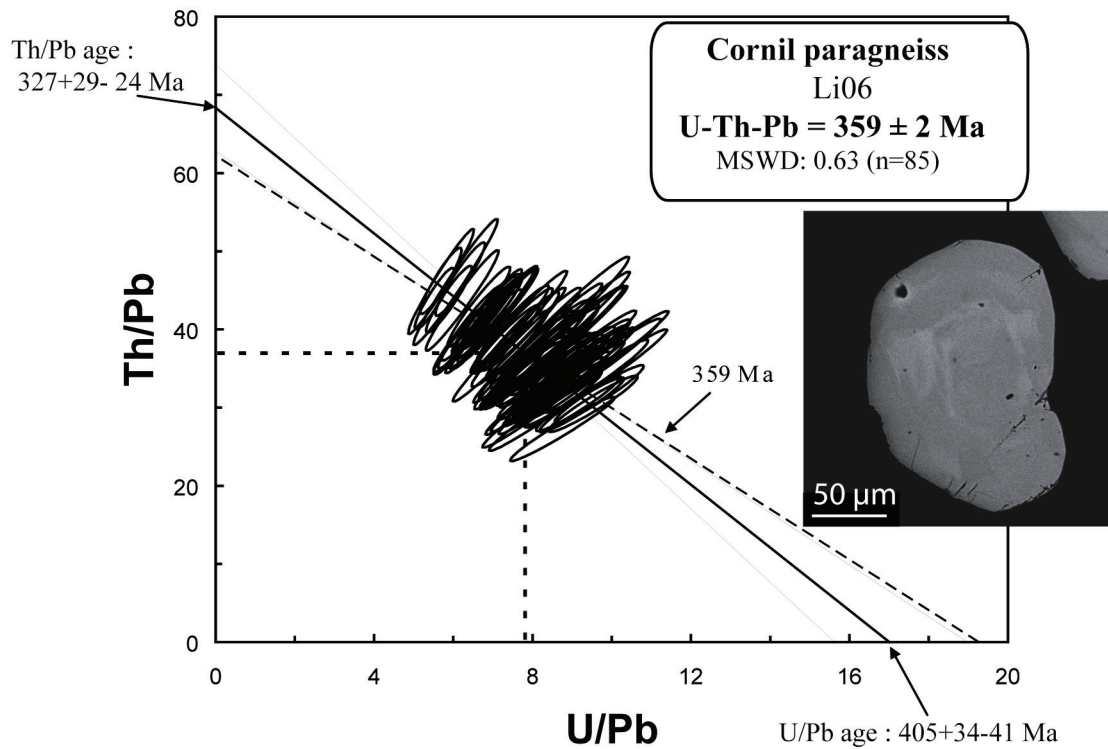 80
Th/Pb age :
327+29- 24 Ma
Cornil paragneiss
Li06
U-Th-Pb = 359 ± 2 Ma
MSWD: 0.63 (n=85)
60
Th/Pb
40
359 Ma
20
50 µm
0
0
4
8
12
16
20
U/Pb
U/Pb age : 405+34-41 Ma